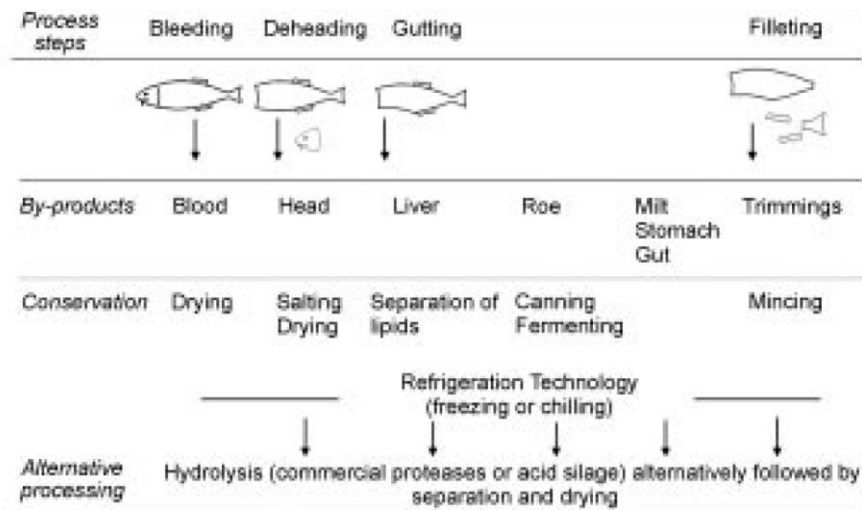 Process steps Bleeding Deheading Gutting Filleting
By-products Blood Head Liver Roe Milt Stomach Gut Trimmings
Conservation Drying Salting Drying Separation of lipids Canning Fermenting Mincing
Refrigeration Technology
(freezing or chilling)
Alternative processing
Hydrolysis (commercial proteases or acid silage) alternatively followed by
separation and drying